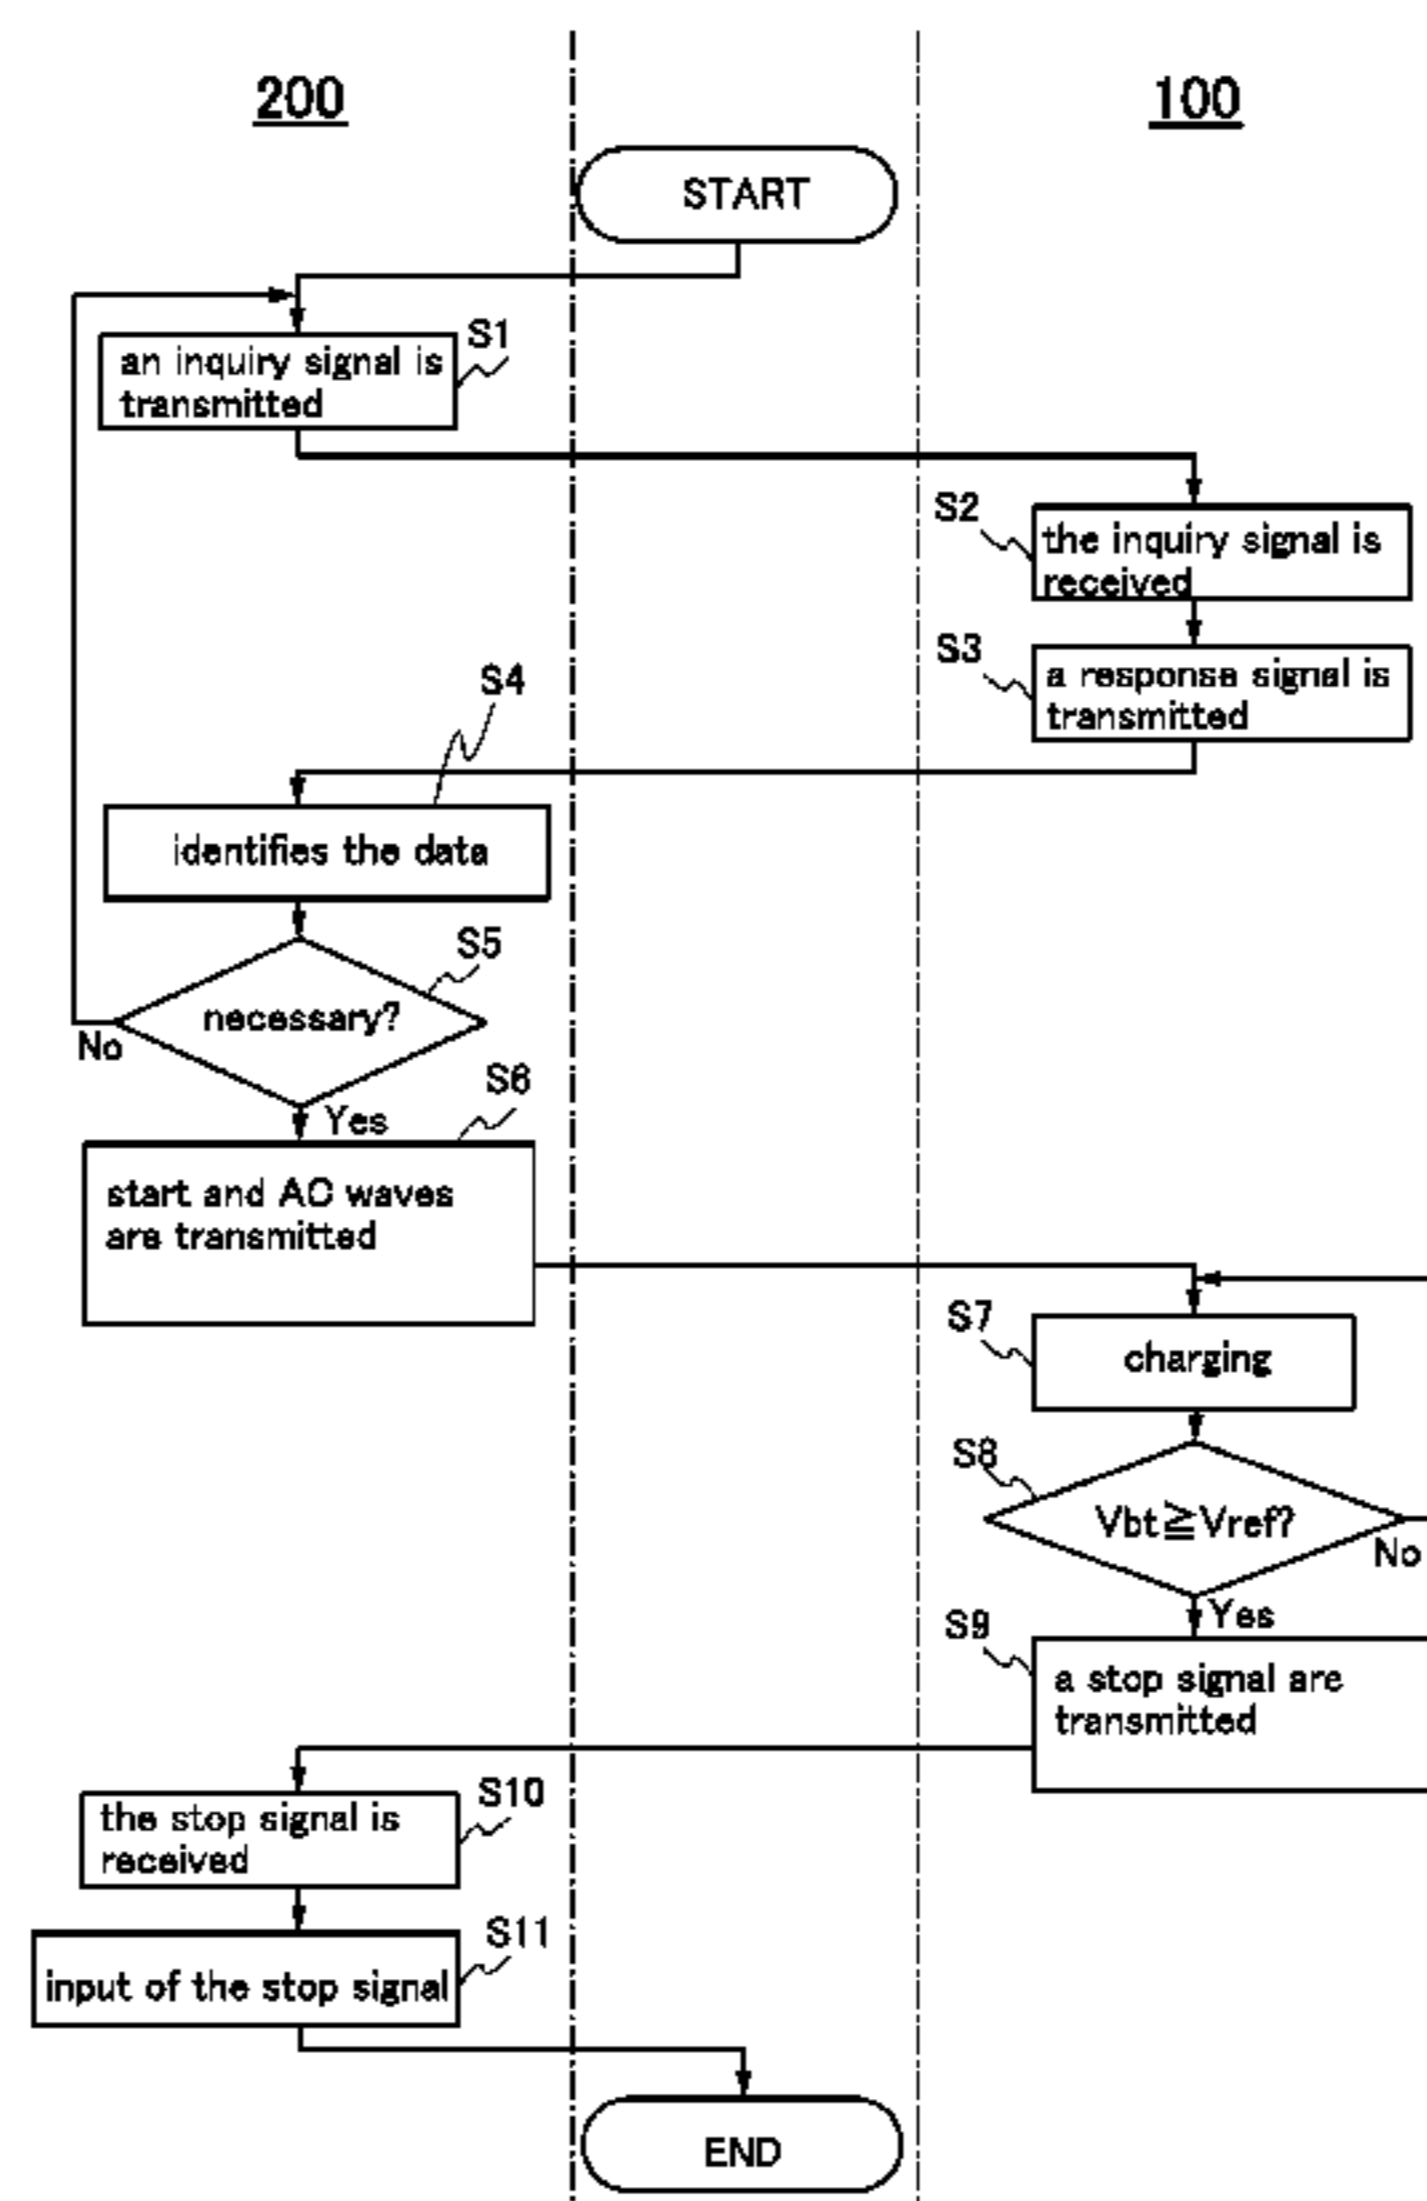 200
100
START
S1
an inquiry signal is
transmitted
S2
the inquiry signal is
received
S3
a response signal is
transmitted
S4
identifies the data
S5
necessary?
No
Yes
S6
start and AC waves
are transmitted
S7
charging
S8
Vbt≧Vref?
No
Yes
S9
a stop signal are
transmitted
S10
the stop signal is
received
S11
input of the stop signal
END